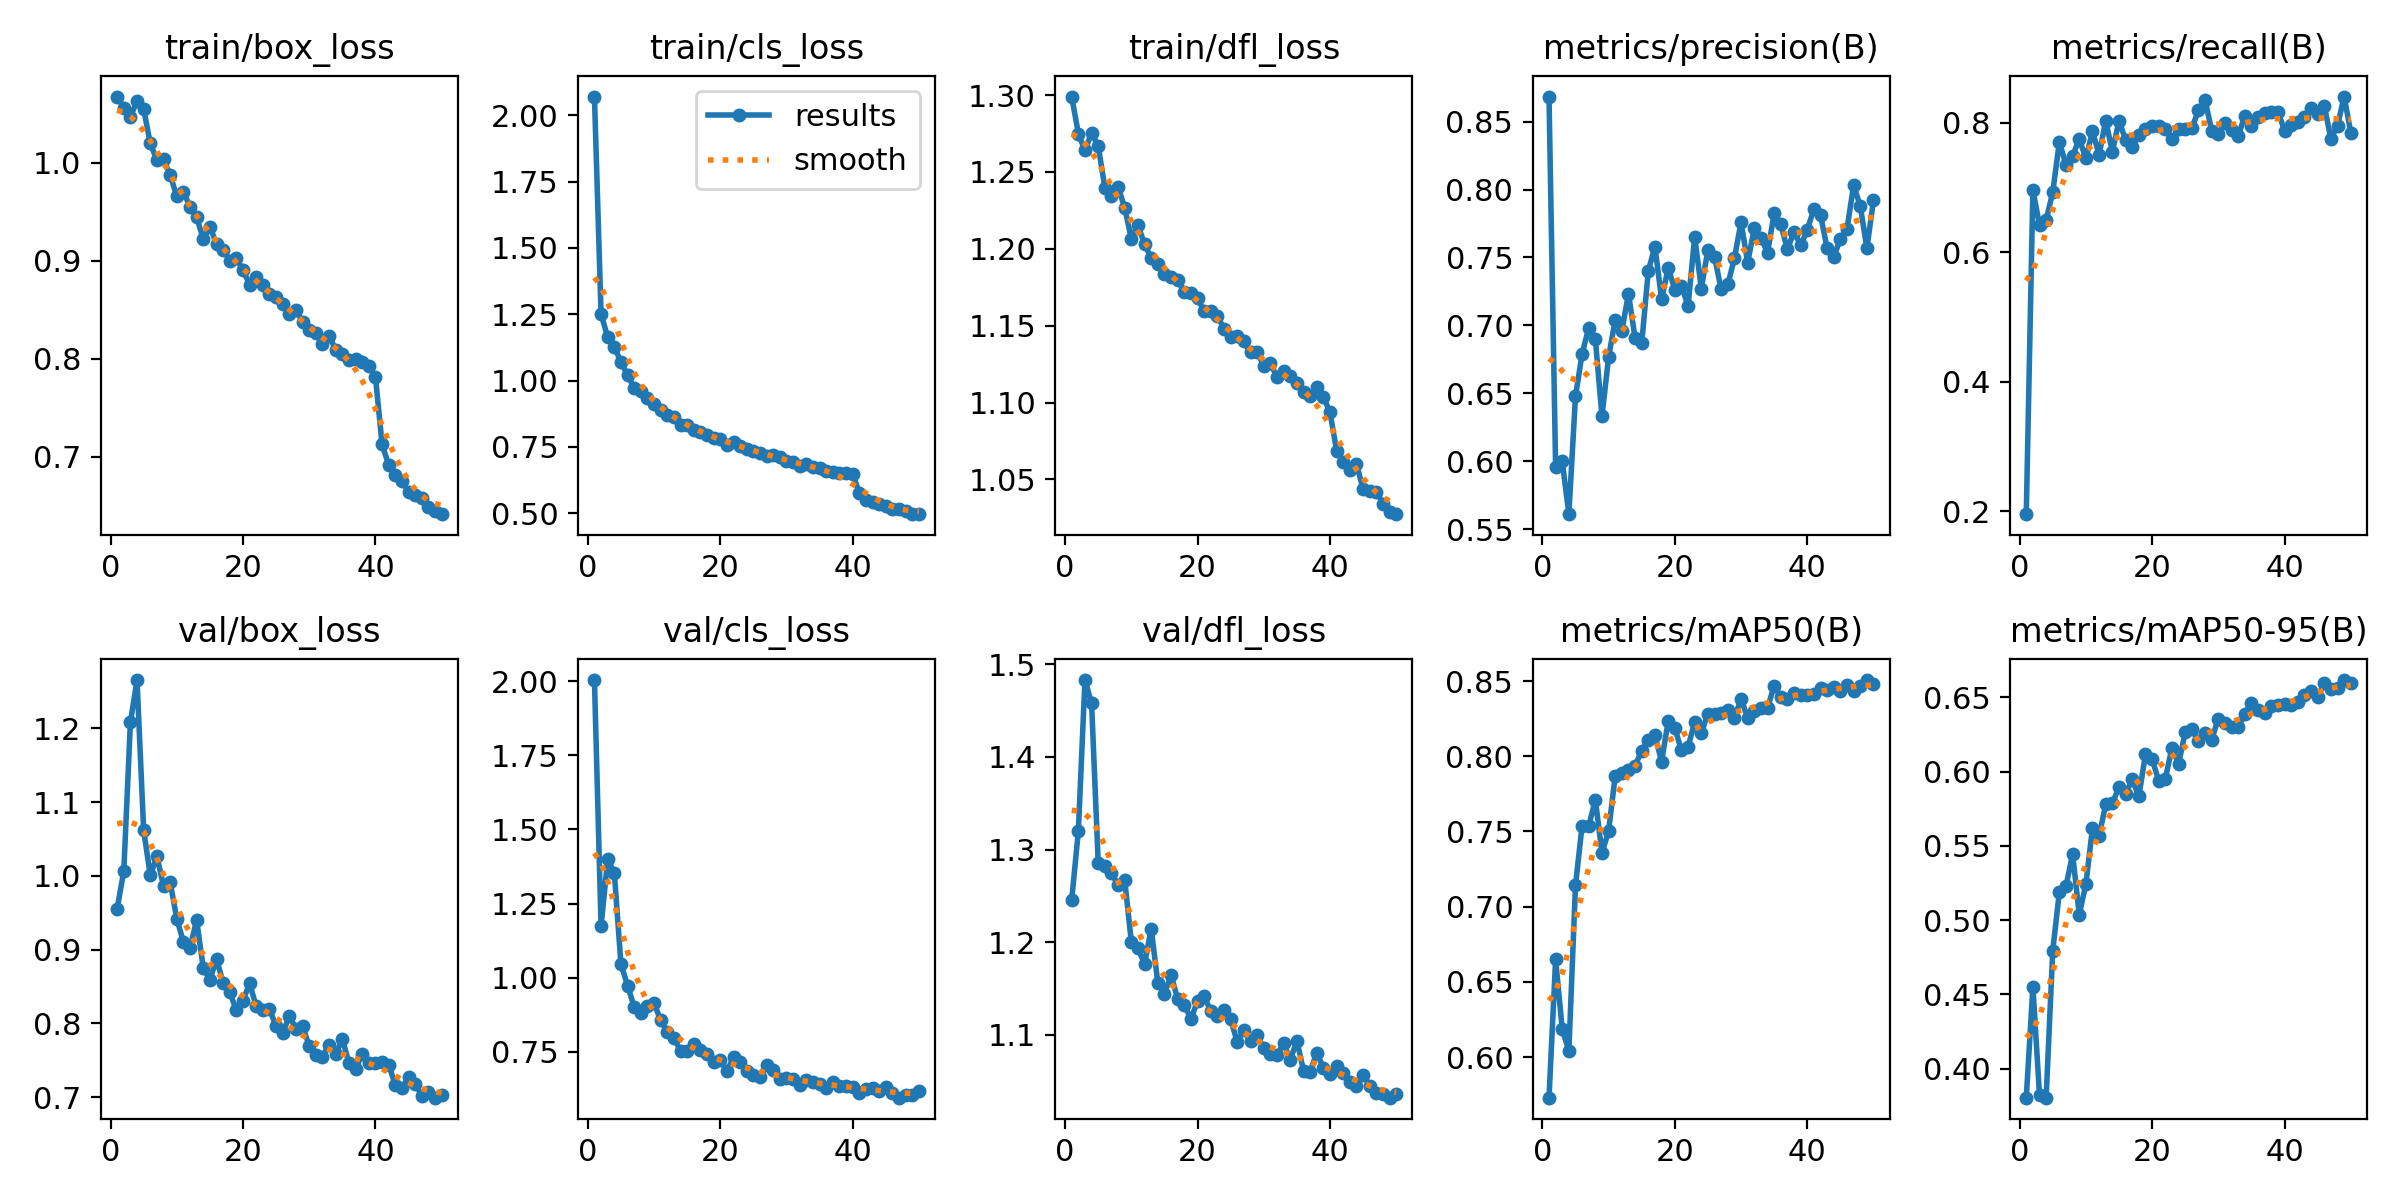 train/box_loss
1.0
0.9
0.8
0.7
0 20 40
train/cls_loss
results
smooth
2.00
1.75
1.50
1.25
1.00
0.75
0.50
0 20 40
train/dfl_loss
1.30
1.25
1.20
1.15
1.10
1.05
0 20 40
metrics/precision(B)
0.85
0.80
0.75
0.70
0.65
0.60
0.55
0 20 40
metrics/recall(B)
0.8
0.6
0.4
0.2
0 20 40
val/box_loss
1.2
1.1
1.0
0.9
0.8
0.7
0 20 40
val/cls_loss
2.00
1.75
1.50
1.25
1.00
0.75
0 20 40
val/dfl_loss
1.5
1.4
1.3
1.2
1.1
0 20 40
metrics/mAP50(B)
0.85
0.80
0.75
0.70
0.65
0.60
0 20 40
metrics/mAP50-95(B)
0.65
0.60
0.55
0.50
0.45
0.40
0 20 40